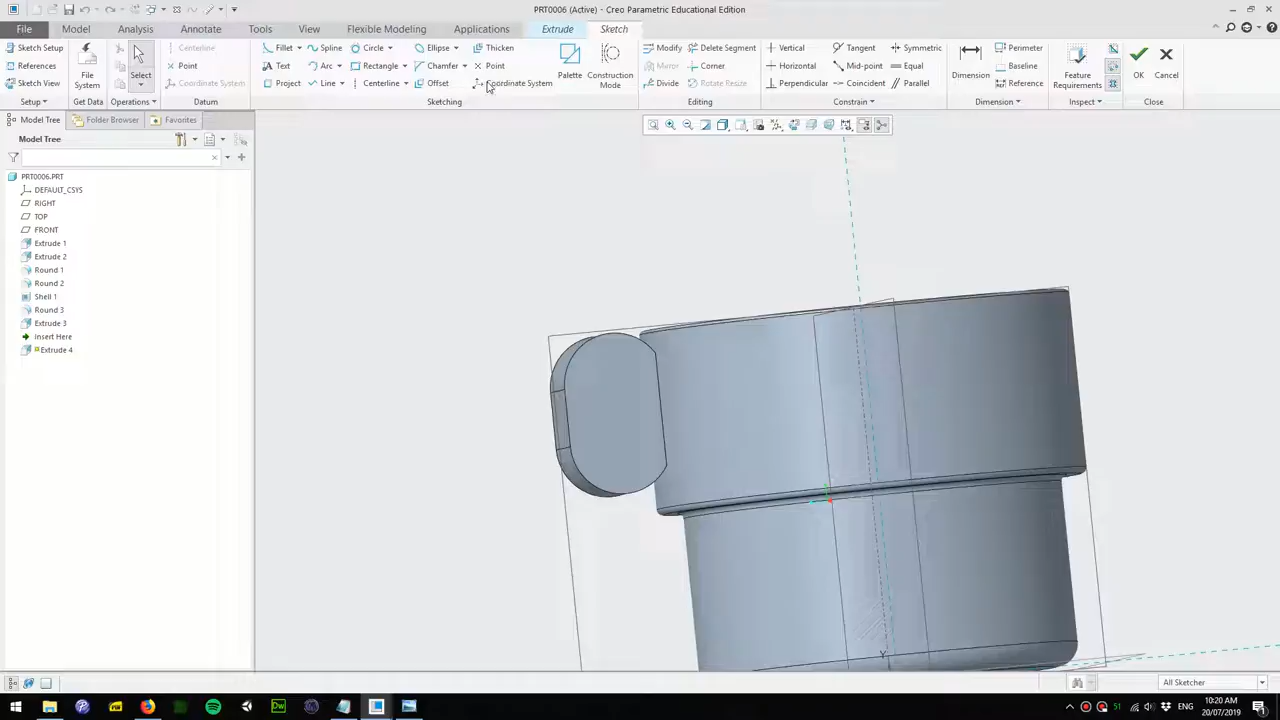 PRT0006 (Active) - Creo Parametric Educational Edition
File Model Analysis Annotate Tools View Flexible Modeling Applications Extrude Sketch
Sketch Setup
References
Sketch View
Setup
File System
Get Data
Select
Operations
Centerline
Point
Coordinate System
Datum
Fillet Spline Circle Ellipse Thicken
Text Arc Rectangle Chamfer Point
Project Line Centerline Offset Coordinate System
Palette
Construction Mode
Sketching
Modify Delete Segment
Mirror Corner
Divide Rotate Resize
Editing
Vertical Tangent Symmetric
Horizontal Mid-point Equal
Perpendicular Coincident Parallel
Constrain
Dimension
Perimeter
Baseline
Reference
Dimension
Feature Requirements
Inspect
OK Cancel
Close
Model Tree Folder Browser Favorites
Model Tree
PRT0006.PRT
DEFAULT_CSYS
RIGHT
TOP
FRONT
Extrude 1
Extrude 2
Round 1
Round 2
Shell 1
Round 3
Extrude 3
Insert Here
Extrude 4
Y
All Sketcher
Dw
51
ENG
10:20 AM
20/07/2019